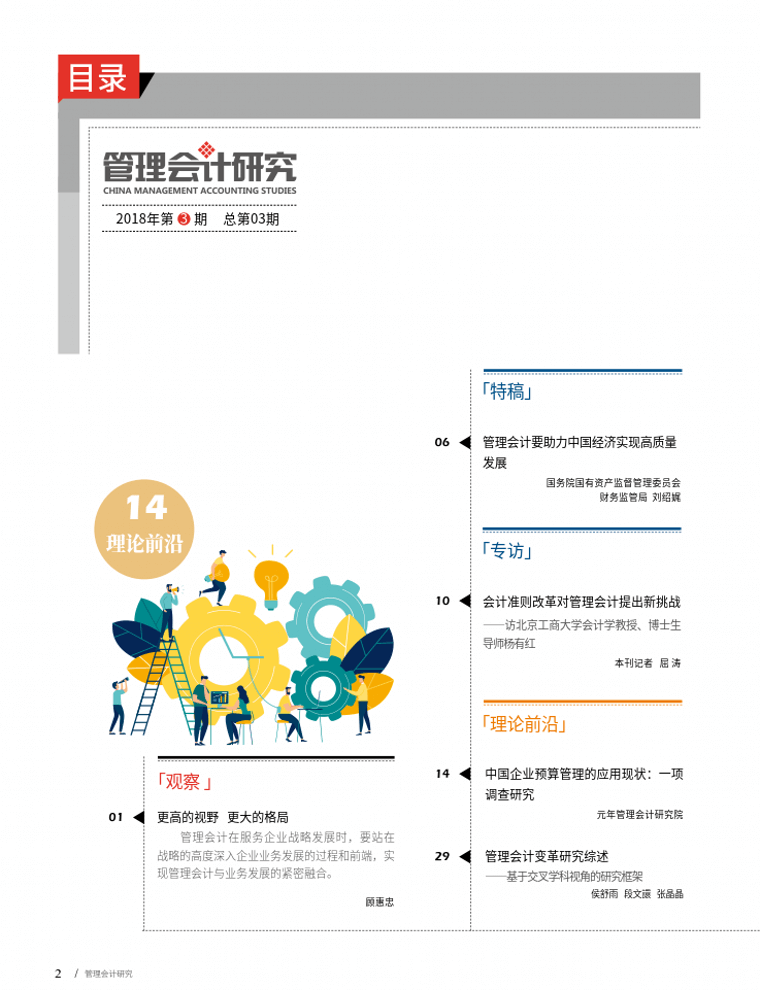 目录
管理会计研究
CHINA MANAGEMENT ACCOUNTING STUDIES
2018年第 3 期 总第03期
14
理论前沿
「观察 」
01
更高的视野 更大的格局
管理会计在服务企业战略发展时，要站在
战略的高度深入企业业务发展的过程和前端，实
现管理会计与业务发展的紧密融合。
顾惠忠
「特稿」
06
管理会计要助力中国经济实现高质量
发展
国务院国有资产监督管理委员会
财务监管局 刘绍娓
「专访」
10
会计准则改革对管理会计提出新挑战
——访北京工商大学会计学教授、博士生
导师杨有红
本刊记者 屈 涛
「理论前沿」
14
中国企业预算管理的应用现状：一项
调查研究
元年管理会计研究院
29
管理会计变革研究综述
——基于交叉学科视角的研究框架
侯舒雨 段文譞 张晶晶
2 / 管理会计研究